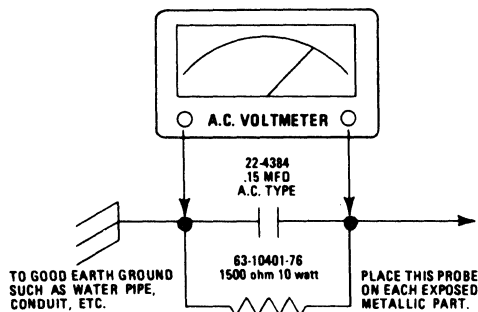 A.C. VOLTMETER
22-4384
.15 MFD
A.C. TYPE
63-10401-76
1500 ohm 10 watt
TO GOOD EARTH GROUND
SUCH AS WATER PIPE,
CONDUIT, ETC.
PLACE THIS PROBE
ON EACH EXPOSED
METALLIC PART.